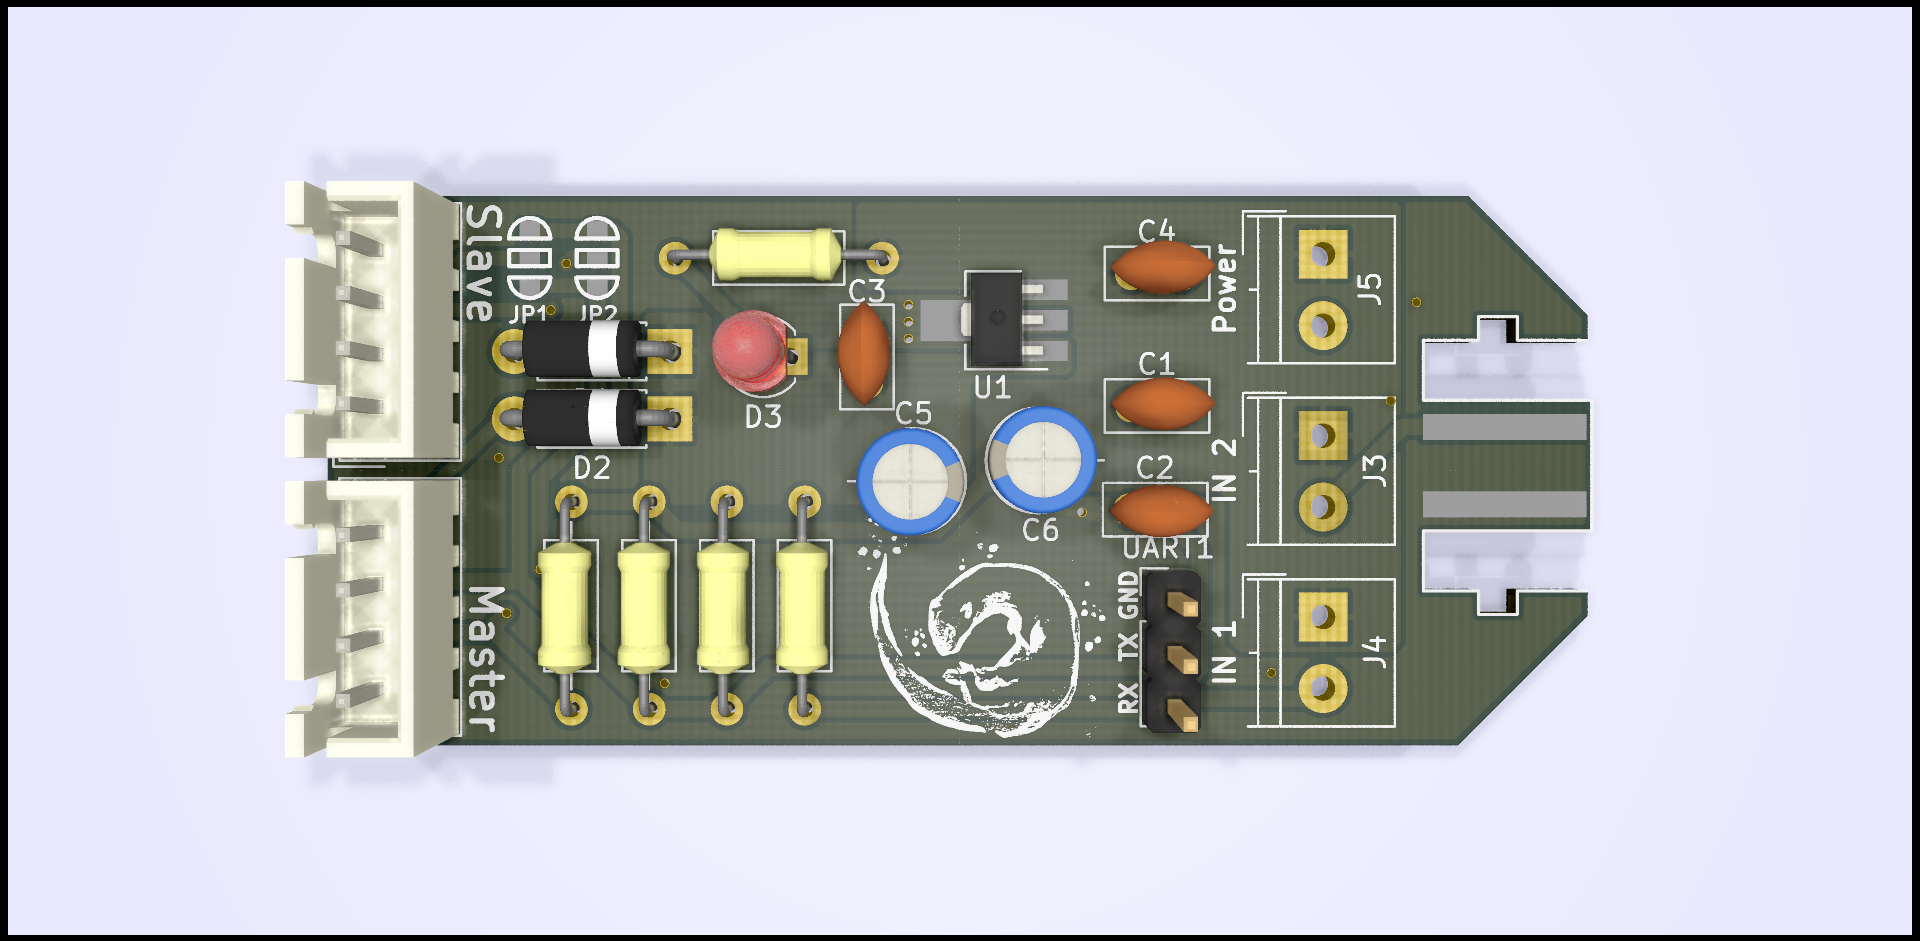 Slave
JP1 JP2
C3
C4
Power
J5
D3
U1
C1
C5
D2
IN 2
J3
C2
C6
UART1
Master
GND
TX
RX
IN 1
J4